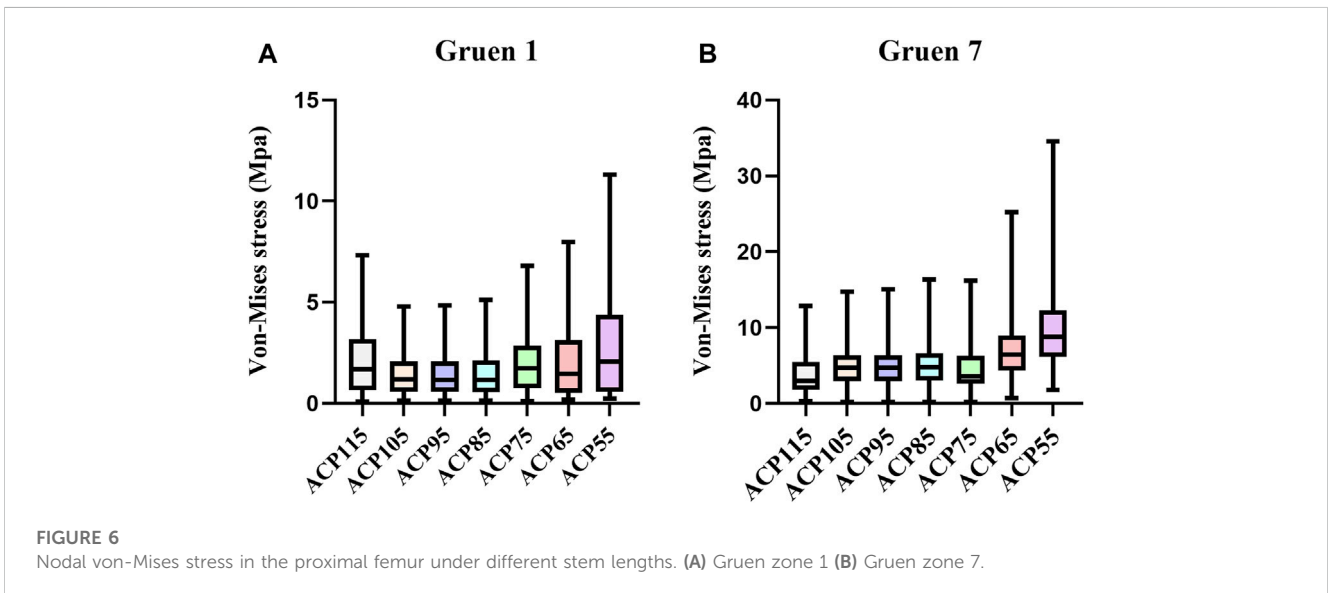 A
Gruen 1
Von-Mises stress (Mpa)
15
10
5
0
ACP115
ACP105
ACP95
ACP85
ACP75
ACP65
ACP55
B
Gruen 7
Von-Mises stress (Mpa)
40
30
20
10
0
ACP115
ACP105
ACP95
ACP85
ACP75
ACP65
ACP55
FIGURE 6
Nodal von-Mises stress in the proximal femur under different stem lengths. (A) Gruen zone 1 (B) Gruen zone 7.